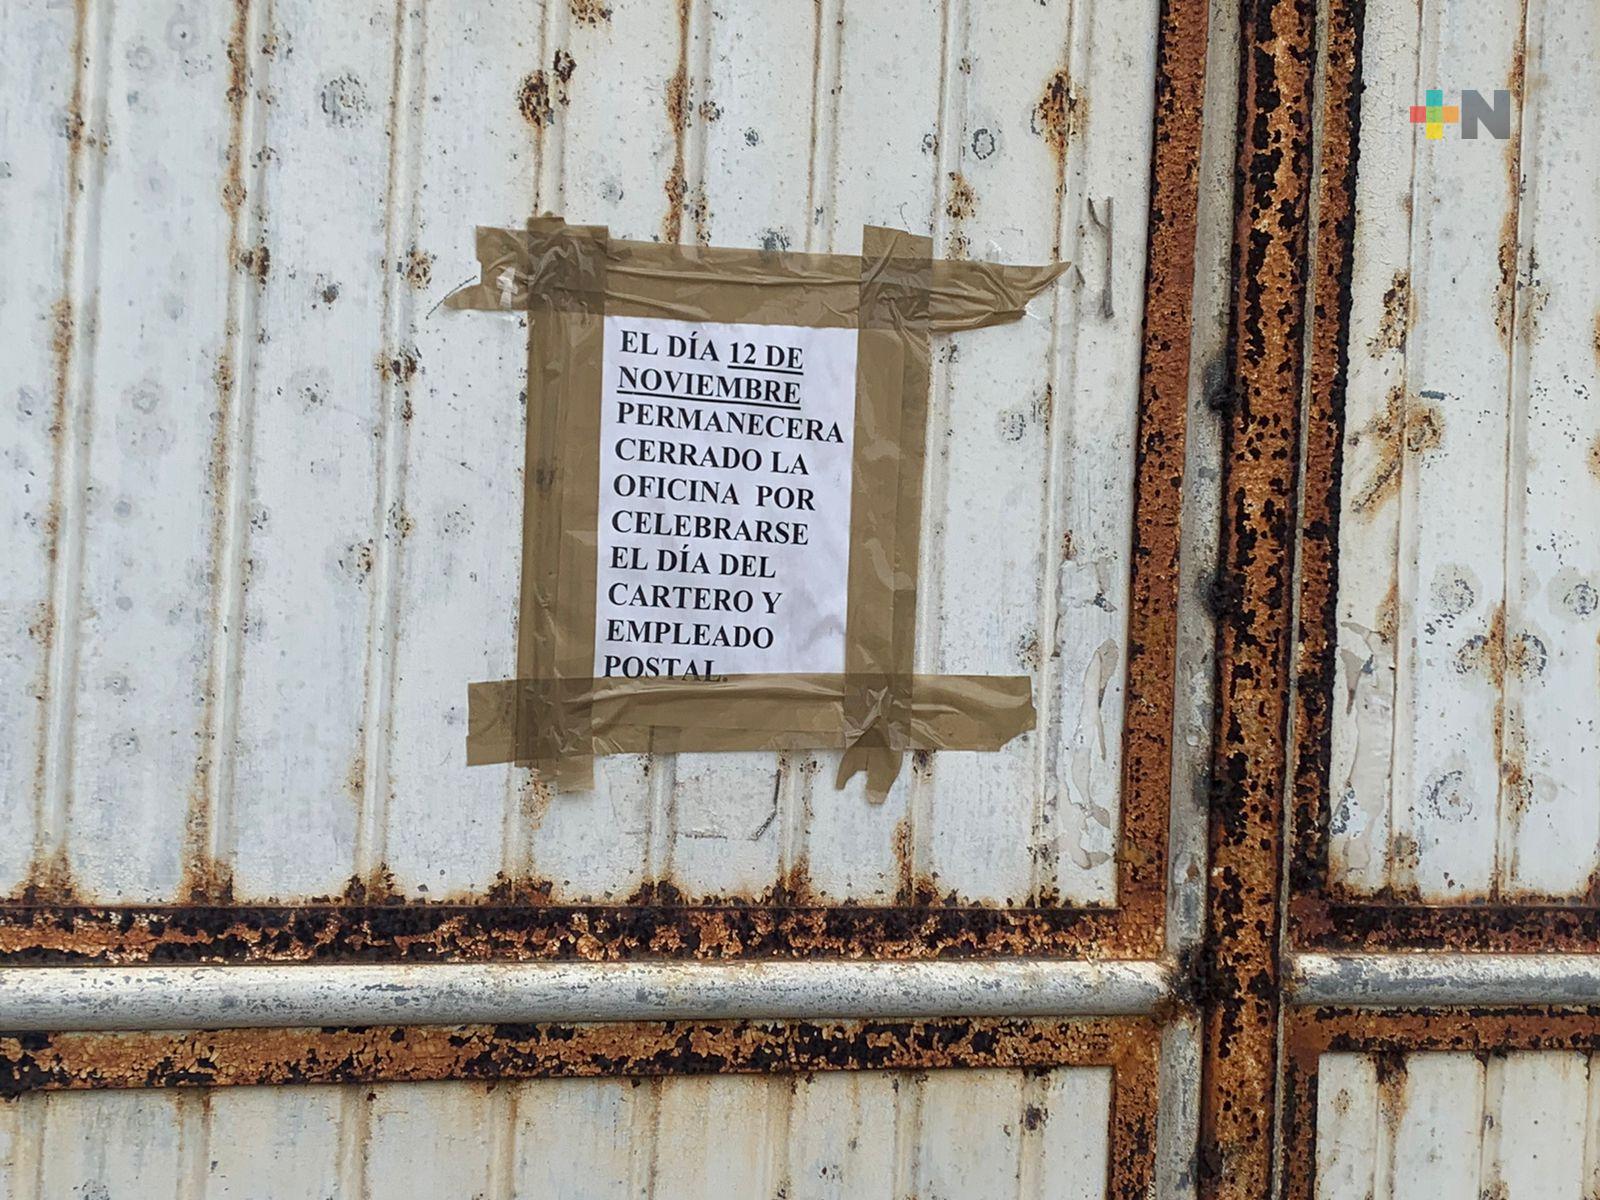 +N
EL DÍA 12 DE
NOVIEMBRE
PERMANECERA
CERRADO LA
OFICINA POR
CELEBRARSE
EL DÍA DEL
CARTERO Y
EMPLEADO
POSTAL.